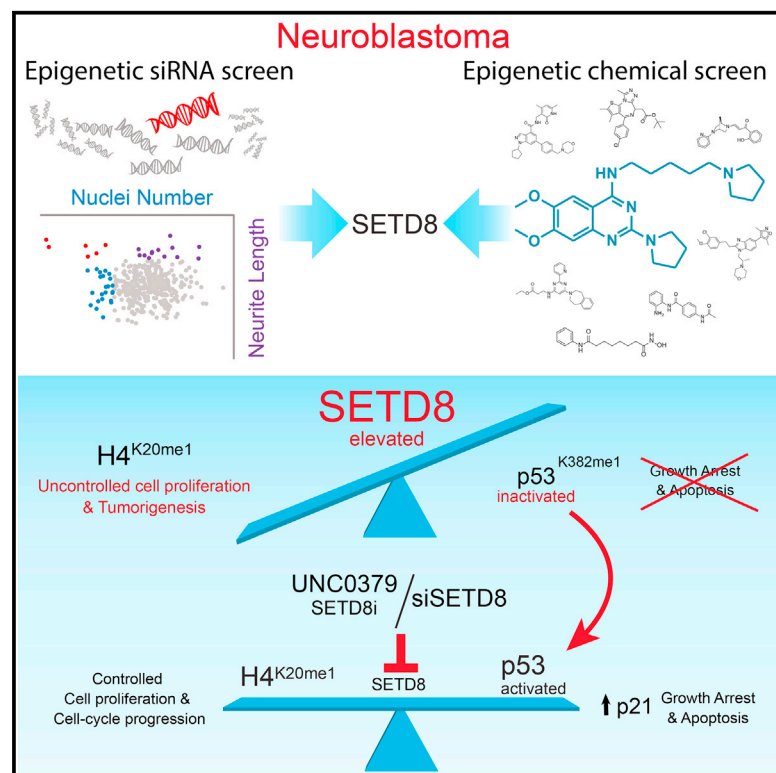 Neuroblastoma
Epigenetic siRNA screen
Epigenetic chemical screen
Nuclei Number
Neurite Length
SETD8
SETD8
elevated
H4K20me1
Uncontrolled cell proliferation
& Tumorigenesis
p53K382me1
inactivated
Growth Arrest
& Apoptosis
UNC0379
SETD8i
/siSETD8
SETD8
Controlled
Cell proliferation &
Cell-cycle progression
H4K20me1
p53
activated
p21
Growth Arrest
& Apoptosis
HN
N
O
O
N
N
N